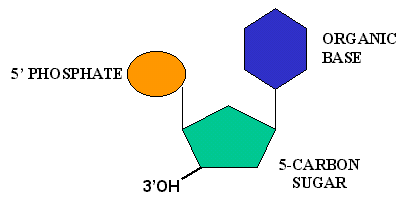 5' PHOSPHATE
ORGANIC
BASE
5-CARBON
SUGAR
3'OH